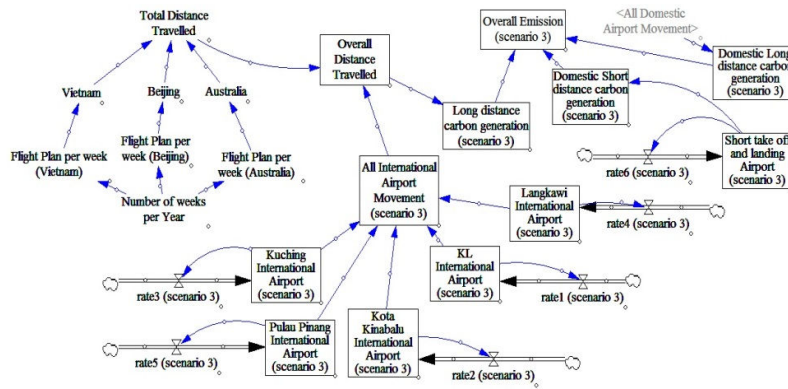 Total Distance
Travelled
Vietnam
Beijing
Australia
Flight Plan per week
(Vietnam)
Flight Plan per
week (Beijing)
Flight Plan per
week (Australia)
Number of weeks
per Year
Overall
Distance
Travelled
Overall Emission
(scenario 3)
<All Domestic
Airport Movement>
Domestic Long
distance carbon
generation
(scenario 3)
Domestic Short
distance carbon
generation
(scenario 3)
Long distance
carbon generation
(scenario 3)
Short take off
and landing
Airport
(scenario 3)
rate6 (scenario 3)
All International
Airport
Movement
(scenario 3)
Langkawi
International
Airport
(scenario 3)
rate4 (scenario 3)
Kuching
International
Airport
(scenario 3)
rate3 (scenario 3)
KL
International
Airport
(scenario 3)
rate1 (scenario 3)
Pulau Pinang
International
Airport
(scenario 3)
rate5 (scenario 3)
Kota
Kinabalu
International
Airport
(scenario 3)
rate2 (scenario 3)